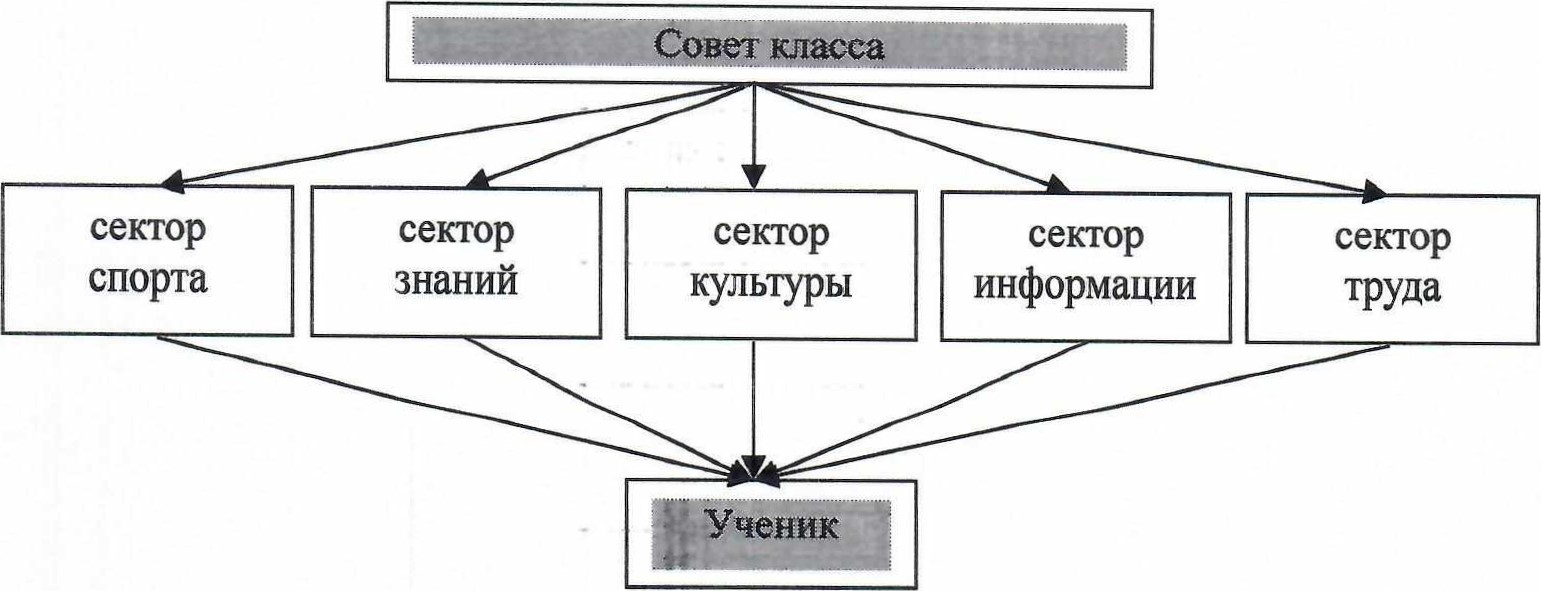 Совет класса
сектор
спорта
сектор
знаний
сектор
культуры
сектор
информации
сектор
труда
Ученик